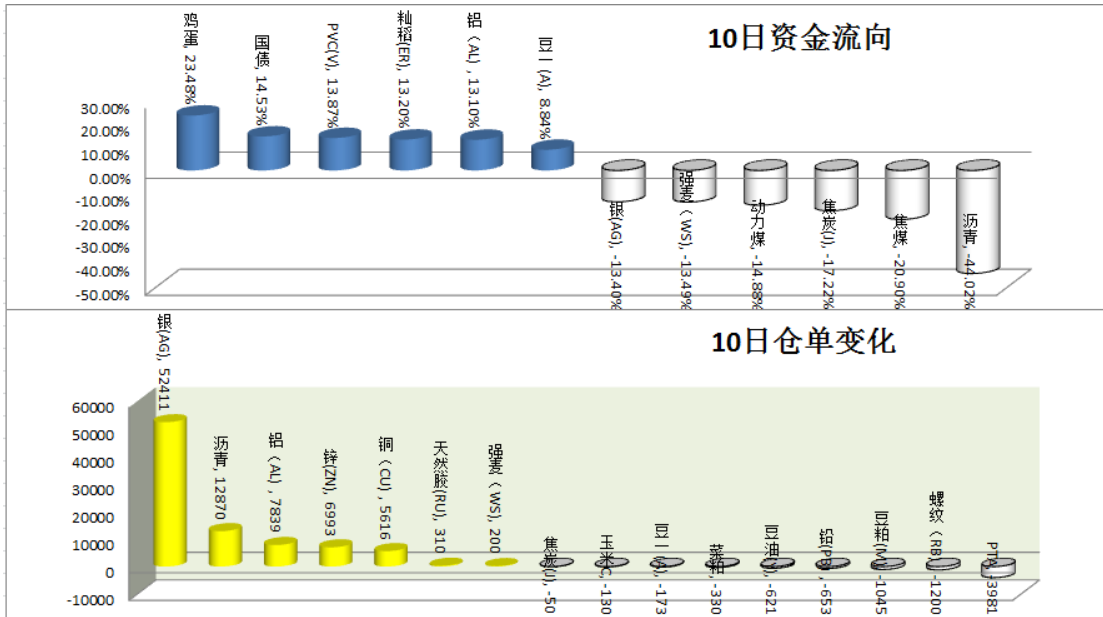 10日资金流向
鸡蛋, 23.48%
国债, 14.53%
PVC(V), 13.87%
籼稻(ER), 13.20%
铝（AL）, 13.10%
豆一(A), 8.84%
银(AG), -13.40%
强麦（WS）, -13.49%
动力煤, -14.88%
焦炭(J), -17.22%
焦煤, -20.90%
沥青, -44.02%
30.00%
20.00%
10.00%
0.00%
-10.00%
-20.00%
-30.00%
-40.00%
-50.00%
10日仓单变化
银(AG), 52411
沥青, 12870
铝（AL）, 7839
锌(ZN), 6993
铜（CU）, 5616
天然胶(RU), 310
强麦（WS）, 200
焦炭(J), -50
玉米C, -130
豆一(A), -173
菜粕, -330
豆油(Y), -621
铅(PB), -653
豆粕(M), -1045
螺纹（RB）, -1200
PTA, -3981
60000
50000
40000
30000
20000
10000
0
-10000